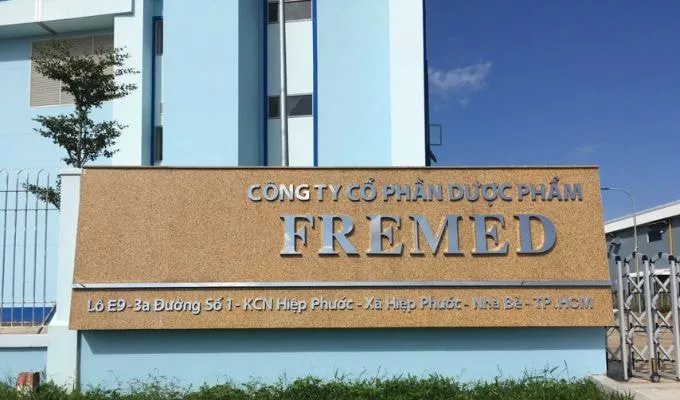 CÔNG TY CỔ PHẦN DƯỢC PHẨM
FREMED
Lô E9 - 3a Đường Số 1 - KCN Hiệp Phước - Xã Hiệp Phước - Nhà Bè - TP .HCM